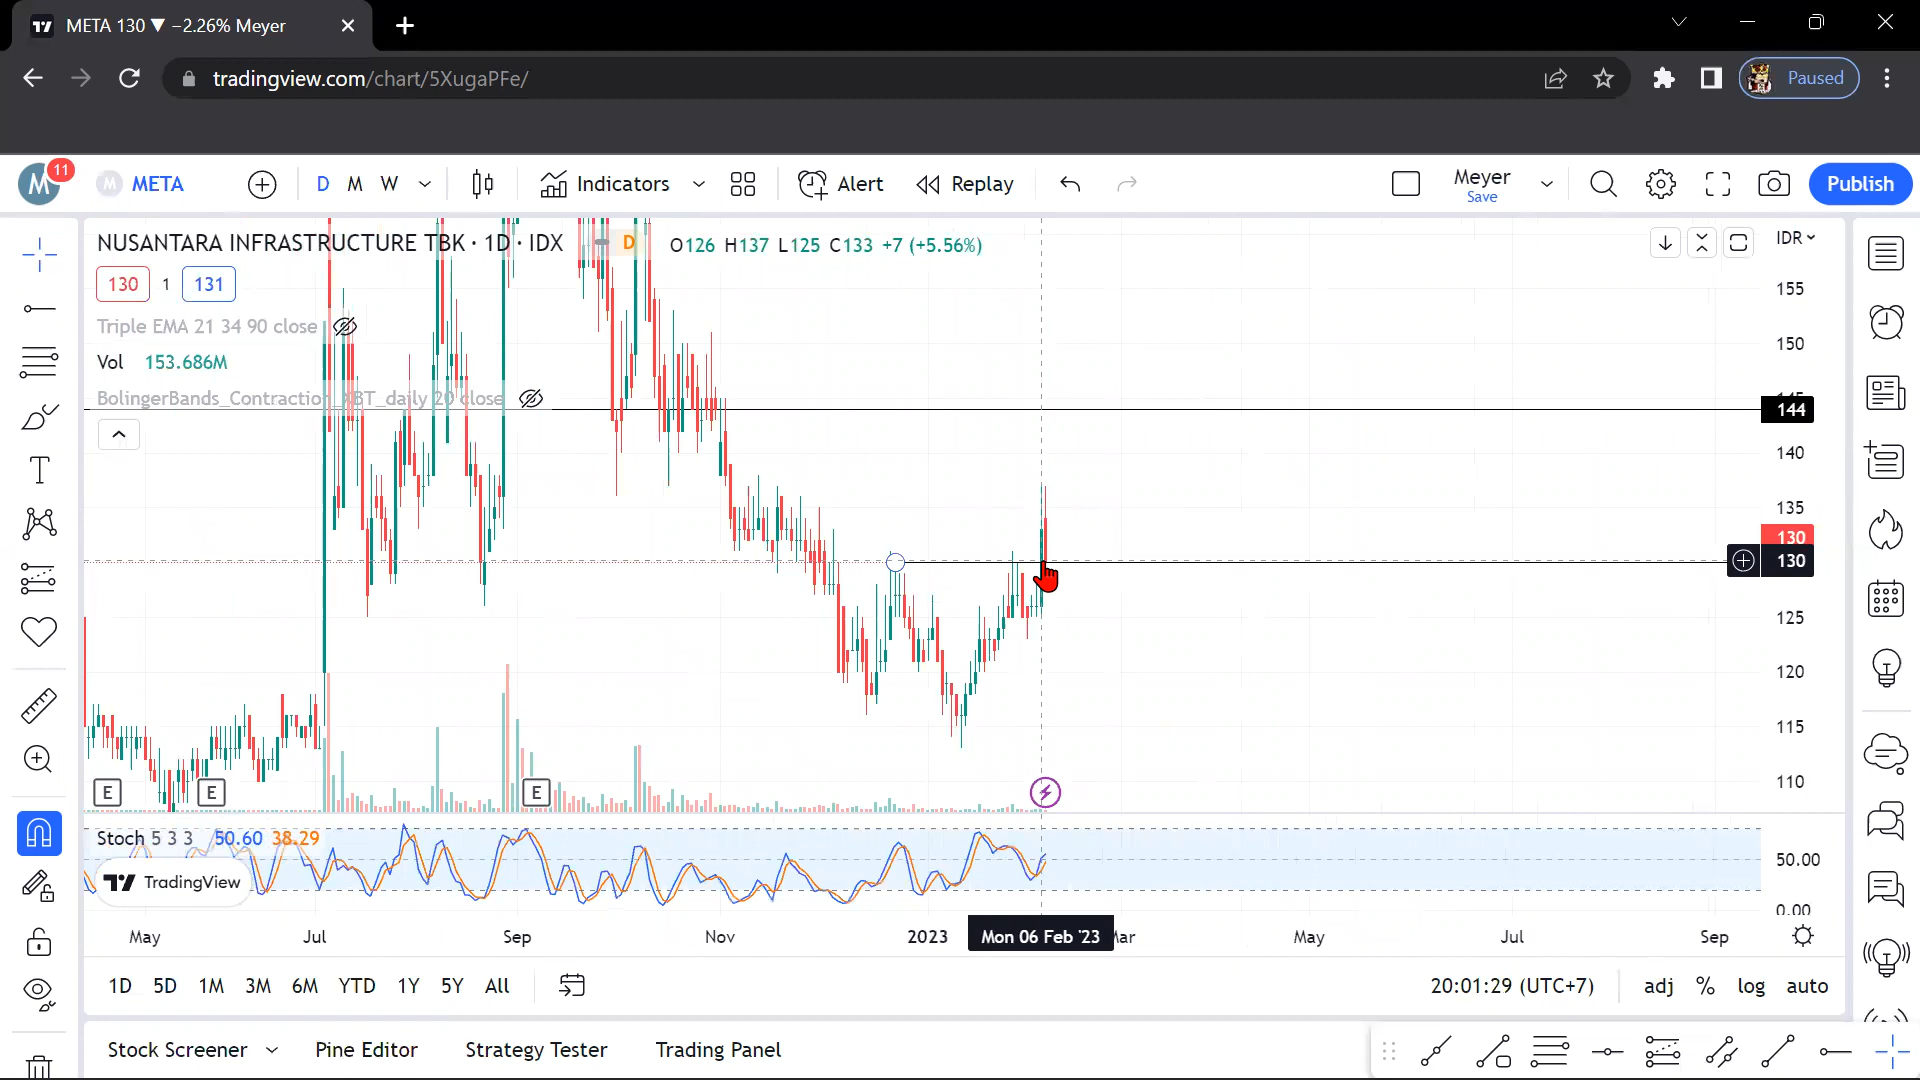 META 130 ▼ −2.26% Meyer
tradingview.com/chart/5XugaPFe/
Paused
M 11 M META D M W Indicators Alert Replay Meyer Publish
Save
NUSANTARA INFRASTRUCTURE TBK · 1D · IDX D O126 H137 L125 C133 +7 (+5.56%) IDR
130 1 131
Triple EMA 21 34 90 close
Vol 153.686M
BolingerBands_Contraction_XBT_daily 20 close
155
150
144
140
135
130
130
125
120
115
110
E E E
Stoch 5 3 3 50.60 38.29
50.00
TradingView
0.00
May Jul Sep Nov 2023 Mon 06 Feb '23 Mar May Jul Sep
1D 5D 1M 3M 6M YTD 1Y 5Y All 20:01:29 (UTC+7) adj % log auto
Stock Screener Pine Editor Strategy Tester Trading Panel